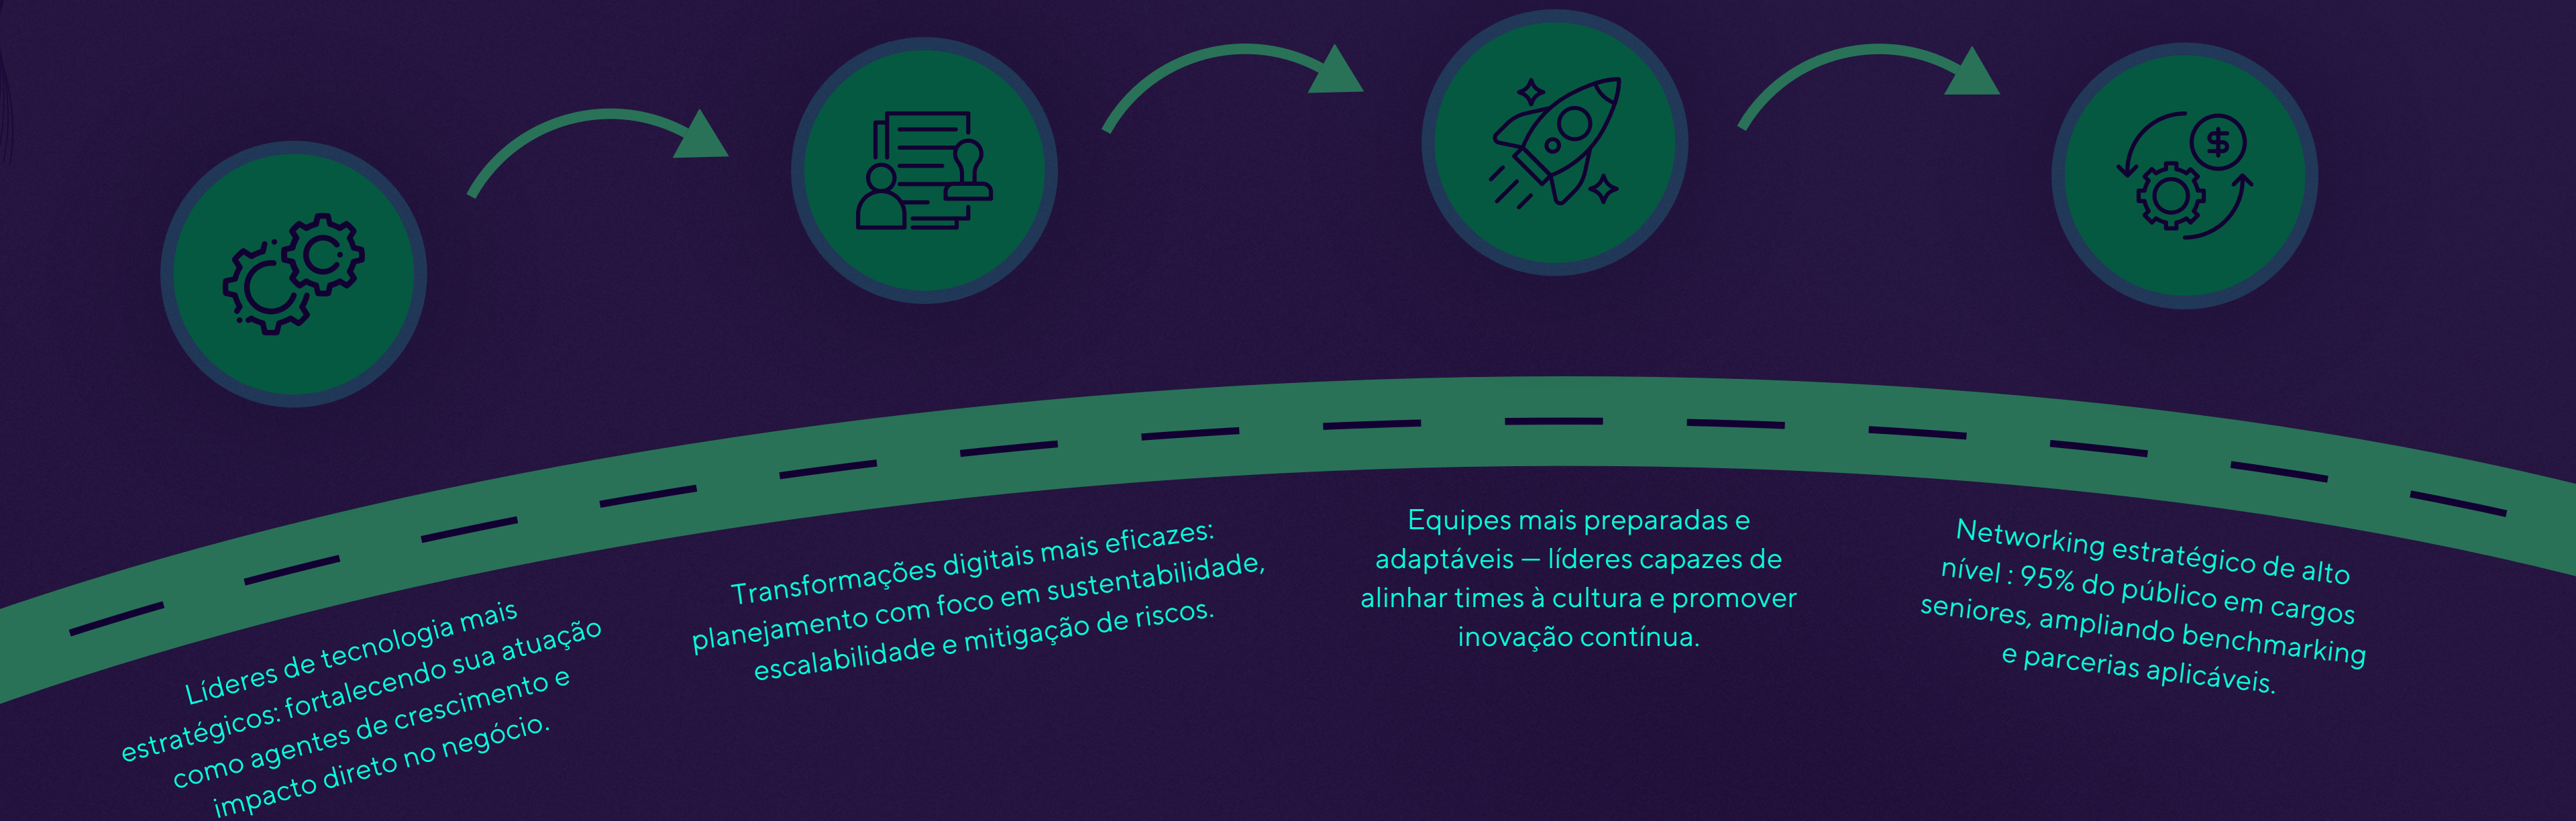 Líderes de tecnologia mais
estratégicos: fortalecendo sua atuação
como agentes de crescimento e
impacto direto no negócio.
Transformações digitais mais eficazes:
planejamento com foco em sustentabilidade,
escalabilidade e mitigação de riscos.
Equipes mais preparadas e
adaptáveis — líderes capazes de
alinhar times à cultura e promover
inovação contínua.
Networking estratégico de alto
nível : 95% do público em cargos
seniores, ampliando benchmarking
e parcerias aplicáveis.
$